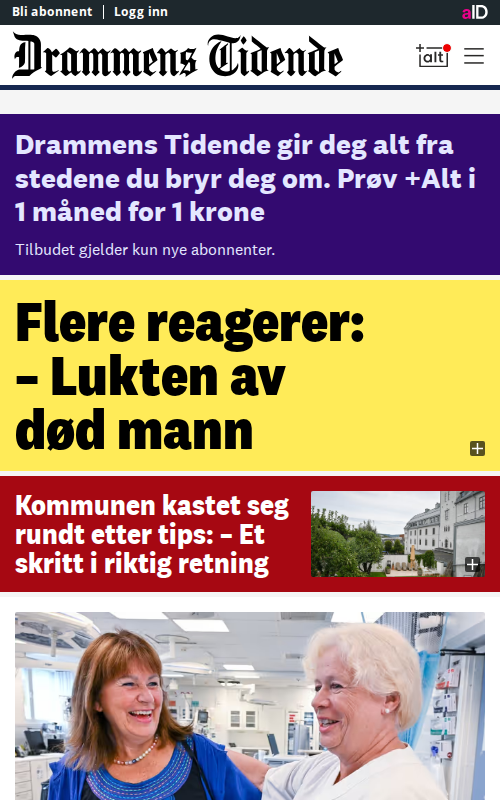 Bli abonnent
Logg inn
aID
Drammens Tidende
+alt
Drammens Tidende gir deg alt fra
stedene du bryr deg om. Prøv +Alt i
1 måned for 1 krone
Tilbudet gjelder kun nye abonnenter.
Flere reagerer:
– Lukten av
død mann
Kommunen kastet seg
rundt etter tips: – Et
skritt i riktig retning